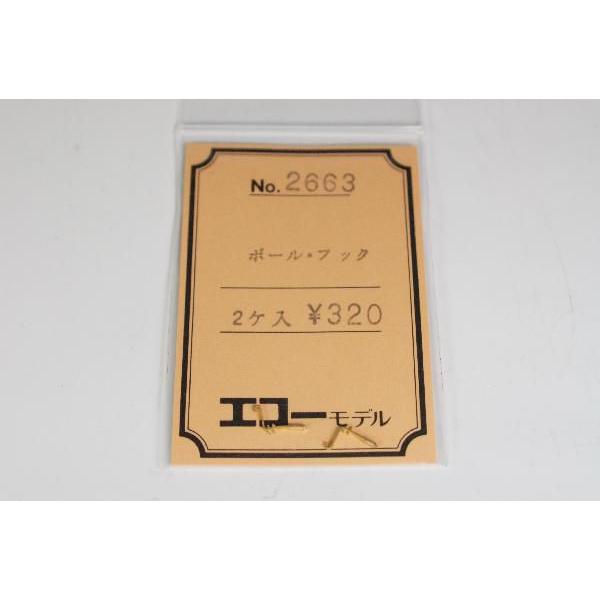 No. 2663
ポール・フック
2ケ入 ¥320
エコーモデル